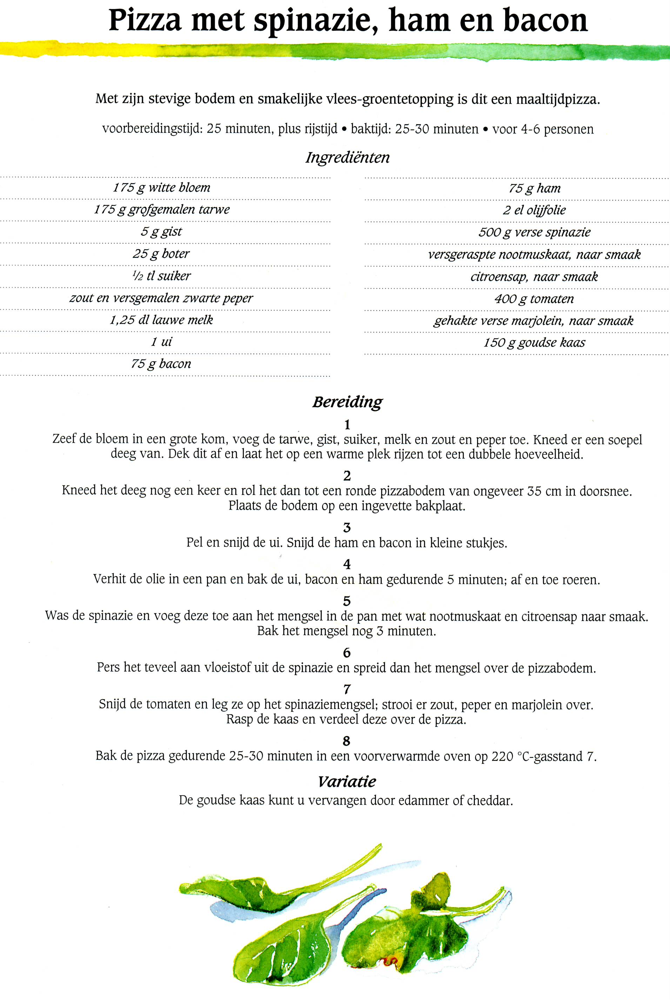 Pizza met spinazie, ham en bacon
Met zijn stevige bodem en smakelijke vlees-groentetopping is dit een maaltijdpizza.
voorbereidingstijd: 25 minuten, plus rijstijd • baktijd: 25-30 minuten • voor 4-6 personen
Ingrediënten
175 g witte bloem
175 g grofgemalen tarwe
5 g gist
25 g boter
½ tl suiker
zout en versgemalen zwarte peper
1,25 dl lauwe melk
1 ui
75 g bacon
75 g ham
2 el olijfolie
500 g verse spinazie
versgeraspte nootmuskaat, naar smaak
citroensap, naar smaak
400 g tomaten
gehakte verse marjolein, naar smaak
150 g goudse kaas
Bereiding
1
Zeef de bloem in een grote kom, voeg de tarwe, gist, suiker, melk en zout en peper toe. Kneed er een soepel
deeg van. Dek dit af en laat het op een warme plek rijzen tot een dubbele hoeveelheid.
2
Kneed het deeg nog een keer en rol het dan tot een ronde pizzabodem van ongeveer 35 cm in doorsnee.
Plaats de bodem op een ingevette bakplaat.
3
Pel en snijd de ui. Snijd de ham en bacon in kleine stukjes.
4
Verhit de olie in een pan en bak de ui, bacon en ham gedurende 5 minuten; af en toe roeren.
5
Was de spinazie en voeg deze toe aan het mengsel in de pan met wat nootmuskaat en citroensap naar smaak.
Bak het mengsel nog 3 minuten.
6
Pers het teveel aan vloeistof uit de spinazie en spreid dan het mengsel over de pizzabodem.
7
Snijd de tomaten en leg ze op het spinaziemengsel; strooi er zout, peper en marjolein over.
Rasp de kaas en verdeel deze over de pizza.
8
Bak de pizza gedurende 25-30 minuten in een voorverwarmde oven op 220 °C-gasstand 7.
Variatie
De goudse kaas kunt u vervangen door edammer of cheddar.